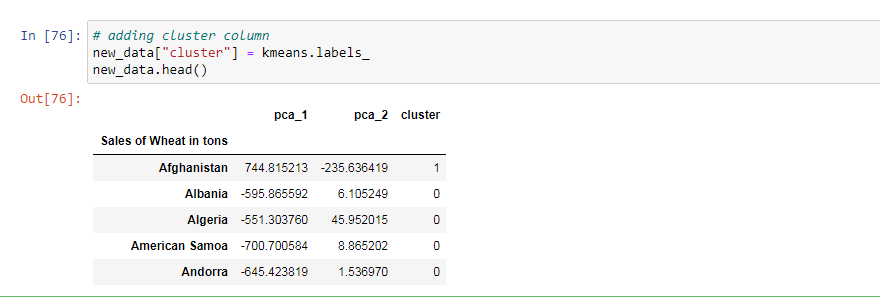 In [76]: # adding cluster column
new_data["cluster"] = kmeans.labels_
new_data.head()
Out[76]:
pca_1 pca_2 cluster
Sales of Wheat in tons
Afghanistan 744.815213 -235.636419 1
Albania -595.865592 6.105249 0
Algeria -551.303760 45.952015 0
American Samoa -700.700584 8.865202 0
Andorra -645.423819 1.536970 0